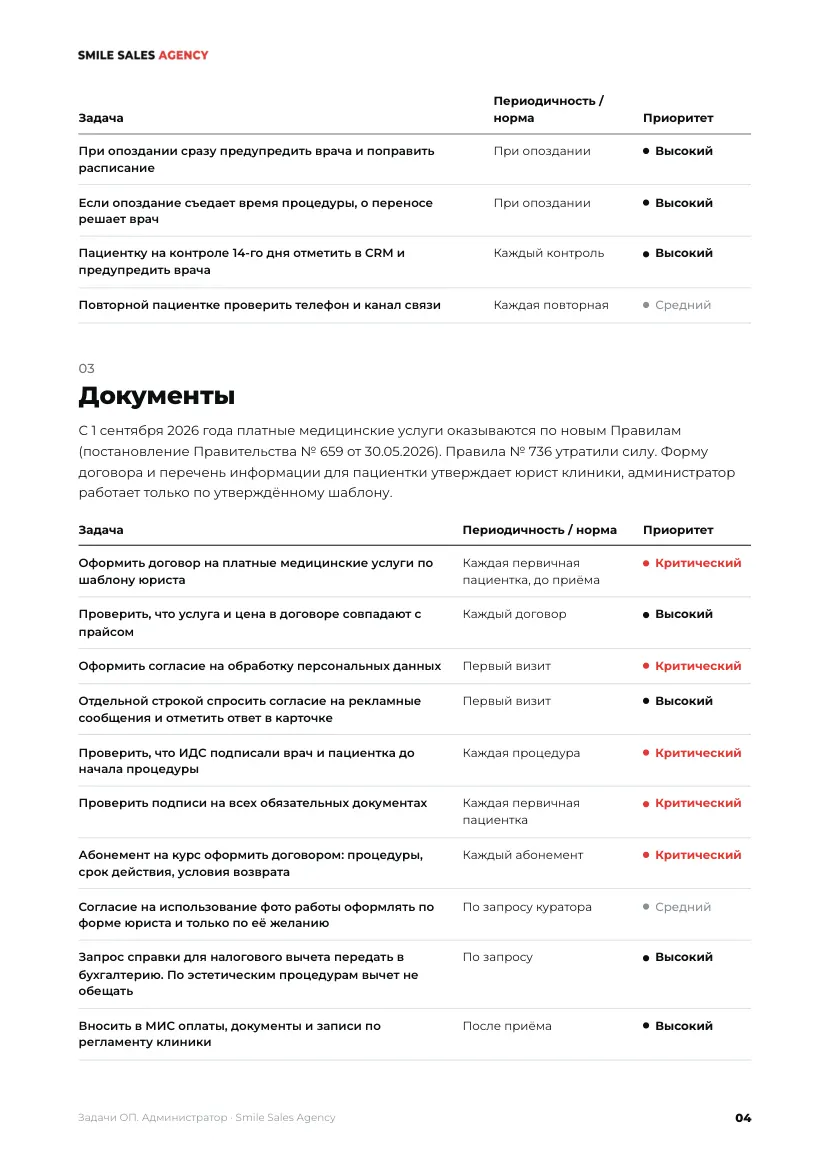 SMILE SALES AGENCY
Задача
Периодичность /
норма
Приоритет
При опоздании сразу предупредить врача и поправить
расписание
При опоздании
Высокий
Если опоздание съедает время процедуры, о переносе
решает врач
При опоздании
Высокий
Пациентку на контроле 14-го дня отметить в CRM и
предупредить врача
Каждый контроль
Высокий
Повторной пациентке проверить телефон и канал связи
Каждая повторная
Средний
03
Документы
С 1 сентября 2026 года платные медицинские услуги оказываются по новым Правилам
(постановление Правительства № 659 от 30.05.2026). Правила № 736 утратили силу. Форму
договора и перечень информации для пациентки утверждает юрист клиники, администратор
работает только по утверждённому шаблону.
Задача
Периодичность / норма
Приоритет
Оформить договор на платные медицинские услуги по
шаблону юриста
Каждая первичная
пациентка, до приёма
Критический
Проверить, что услуга и цена в договоре совпадают с
прайсом
Каждый договор
Высокий
Оформить согласие на обработку персональных данных
Первый визит
Критический
Отдельной строкой спросить согласие на рекламные
сообщения и отметить ответ в карточке
Первый визит
Высокий
Проверить, что ИДС подписали врач и пациентка до
начала процедуры
Каждая процедура
Критический
Проверить подписи на всех обязательных документах
Каждая первичная
пациентка
Критический
Абонемент на курс оформить договором: процедуры,
срок действия, условия возврата
Каждый абонемент
Критический
Согласие на использование фото работы оформлять по
форме юриста и только по её желанию
По запросу куратора
Средний
Запрос справки для налогового вычета передать в
бухгалтерию. По эстетическим процедурам вычет не
обещать
По запросу
Высокий
Вносить в МИС оплаты, документы и записи по
регламенту клиники
После приёма
Высокий
Задачи ОП. Администратор · Smile Sales Agency
04